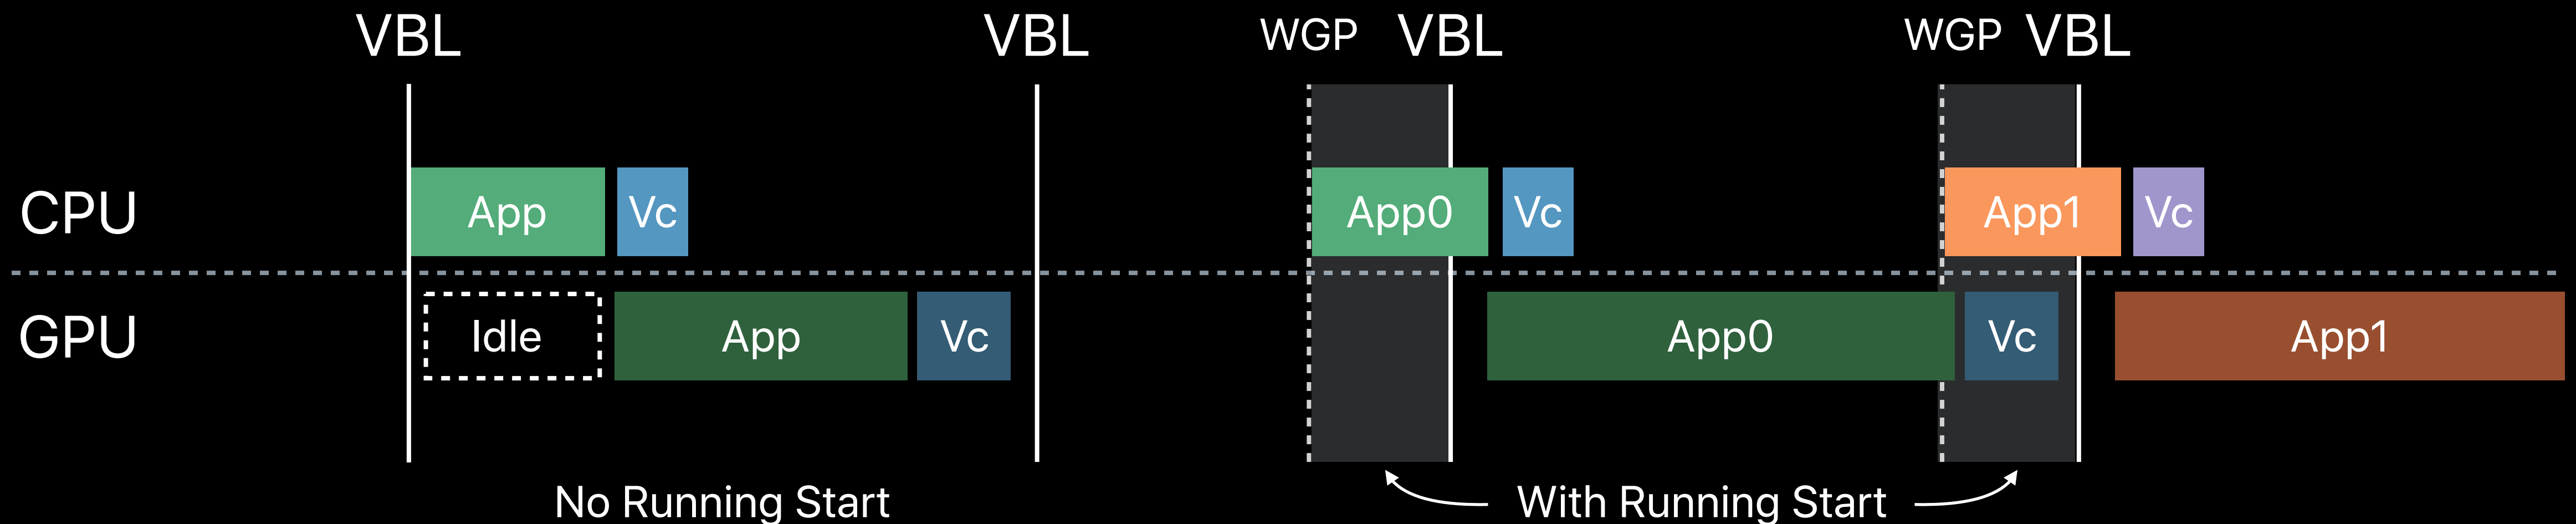 VBL VBL WGP VBL WGP VBL
CPU App Vc App0 Vc App1 Vc
GPU Idle App Vc App0 Vc App1
No Running Start With Running Start